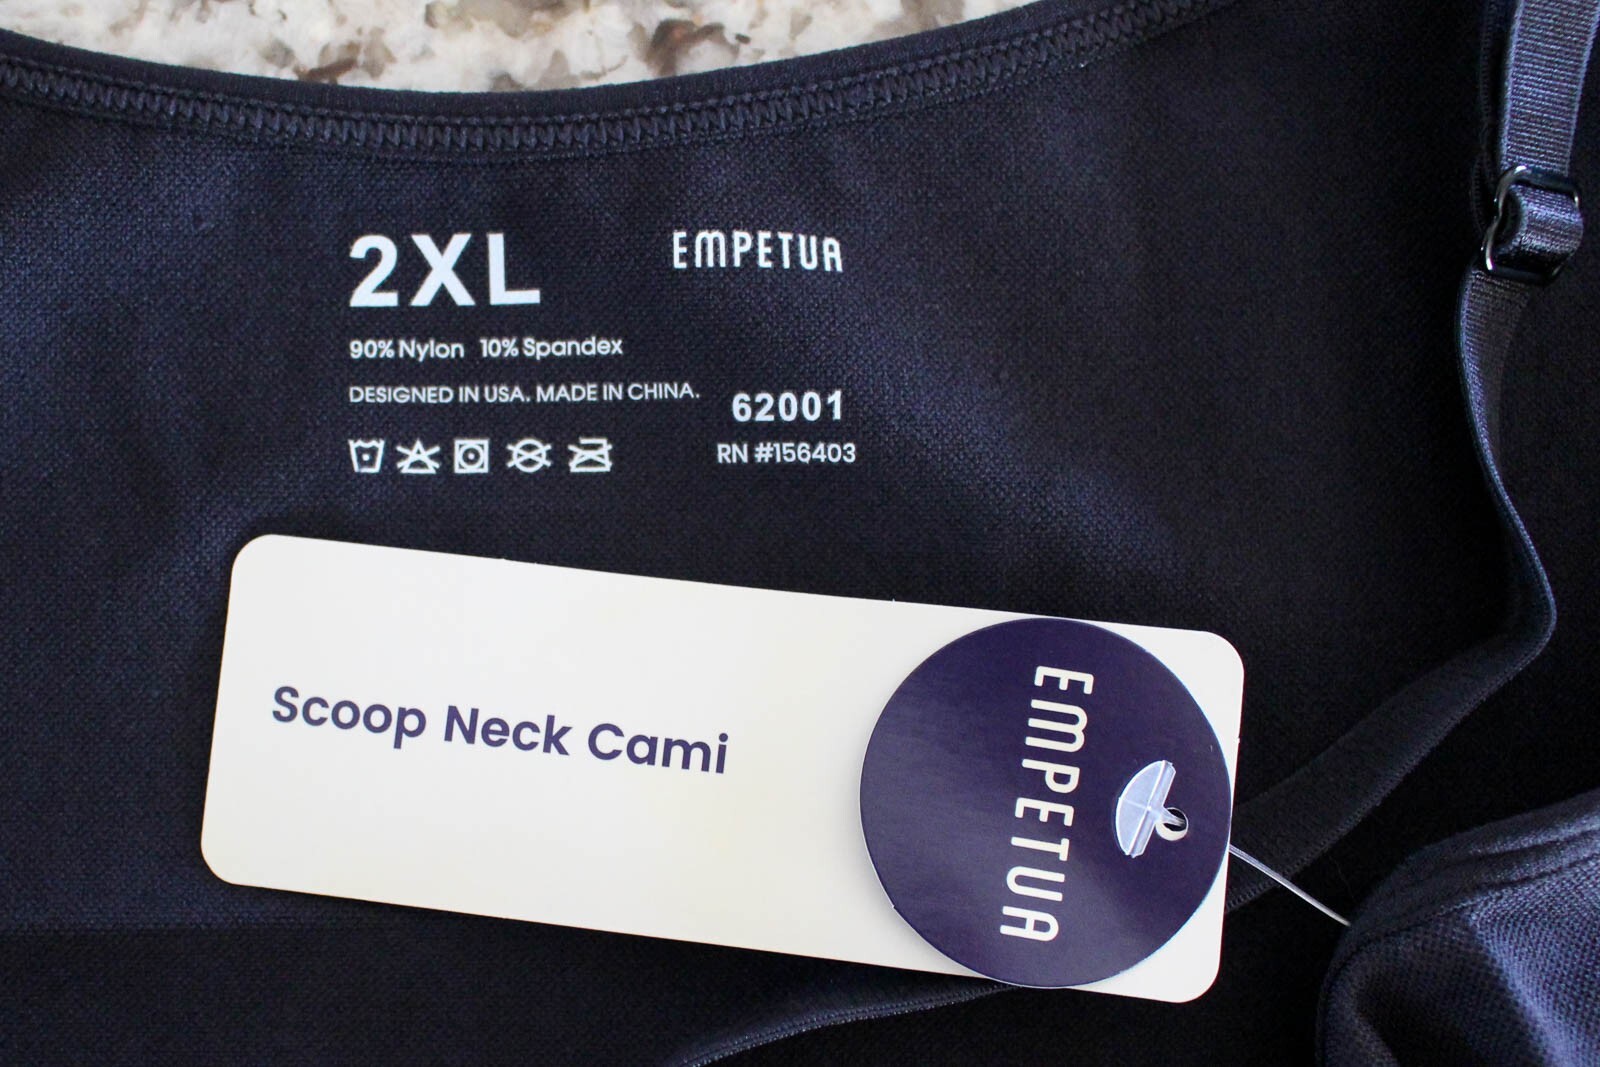 2XL
EMPETUA
90% Nylon 10% Spandex
DESIGNED IN USA. MADE IN CHINA.
62001
RN #156403
Scoop Neck Cami
EMPETUA